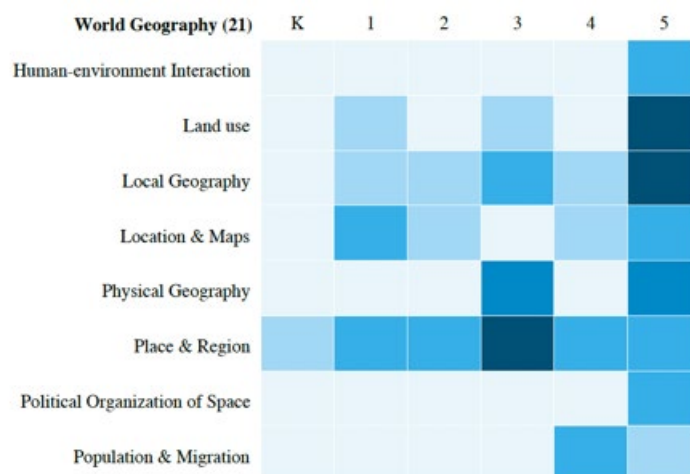 World Geography (21) K 1 2 3 4 5
Human-environment Interaction
Land use
Local Geography
Location & Maps
Physical Geography
Place & Region
Political Organization of Space
Population & Migration